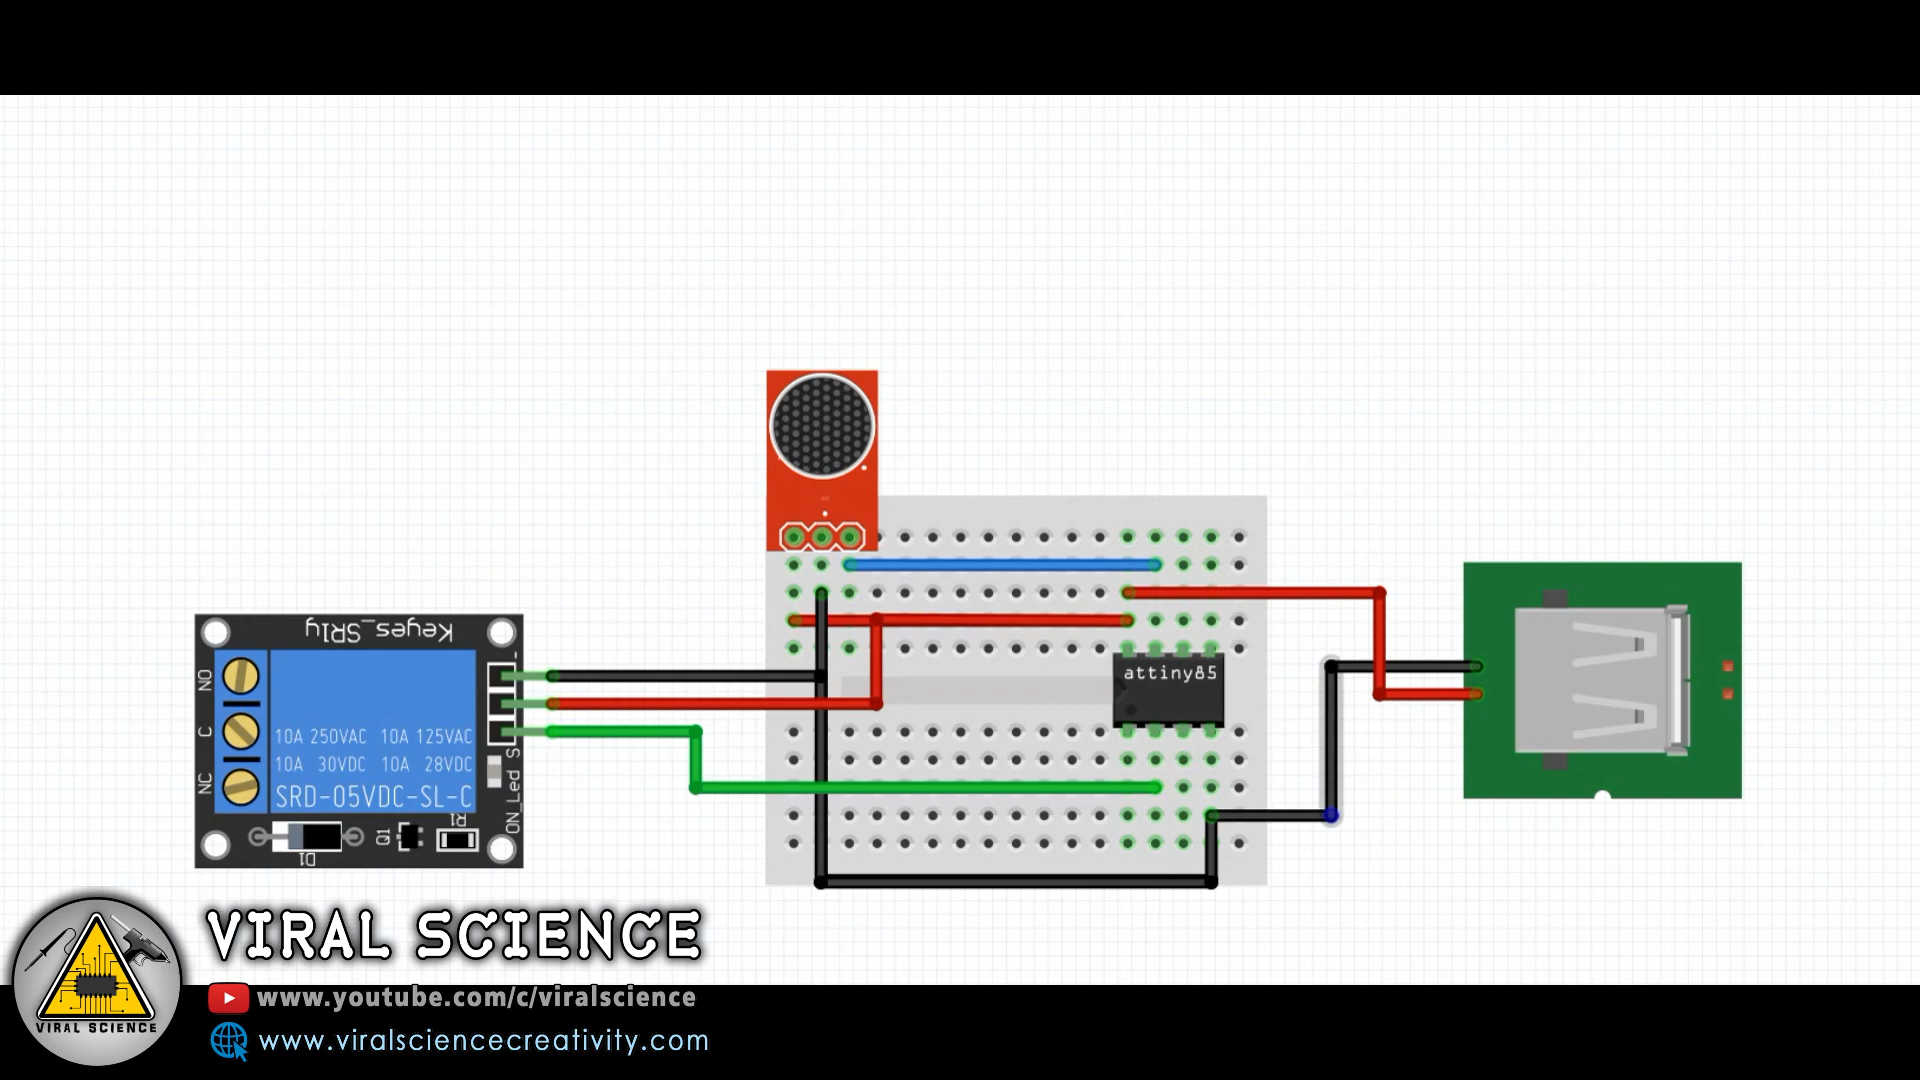 Keyes_SR1y
NO
C
NC
10A 250VAC 10A 125VAC
10A 30VDC 10A 28VDC
SRD-05VDC-SL-C
-
S
ON_Led
D1
Q1
R1
attiny85
VIRAL SCIENCE
VIRAL SCIENCE
www.youtube.com/c/viralscience
www.viralsciencecreativity.com